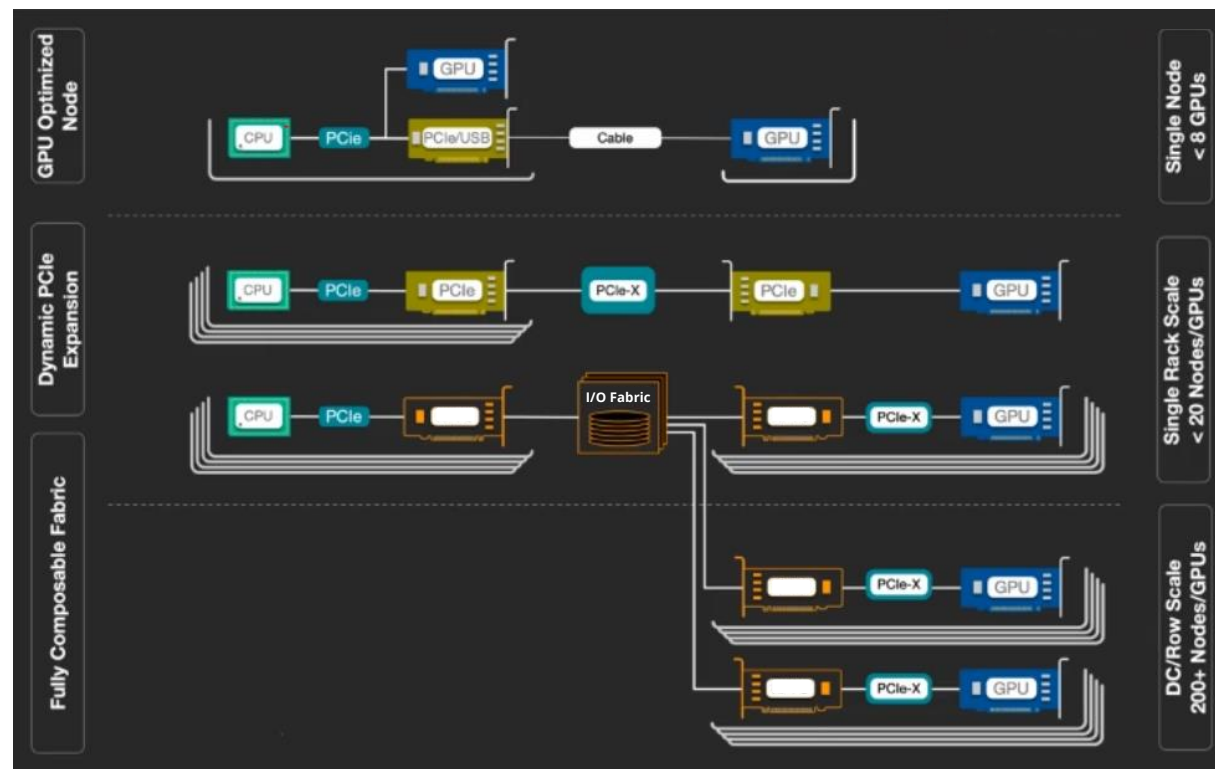 GPU Optimized
Node
GPU
CPU
PCie
PCIe/USB
Cable
GPU
Single Node
< 8 GPUs
Dynamic PCIe
Expansion
CPU
PCIe
PCIe
PCIe-X
PCIe
GPU
Single Rack Scale
< 20 Nodes/GPUs
CPU
PCIe
I/O Fabric
PCIe-X
GPU
Fully Composable Fabric
PCIe-X
GPU
PCIe-X
GPU
DC/Row Scale
200+ Nodes/GPUs